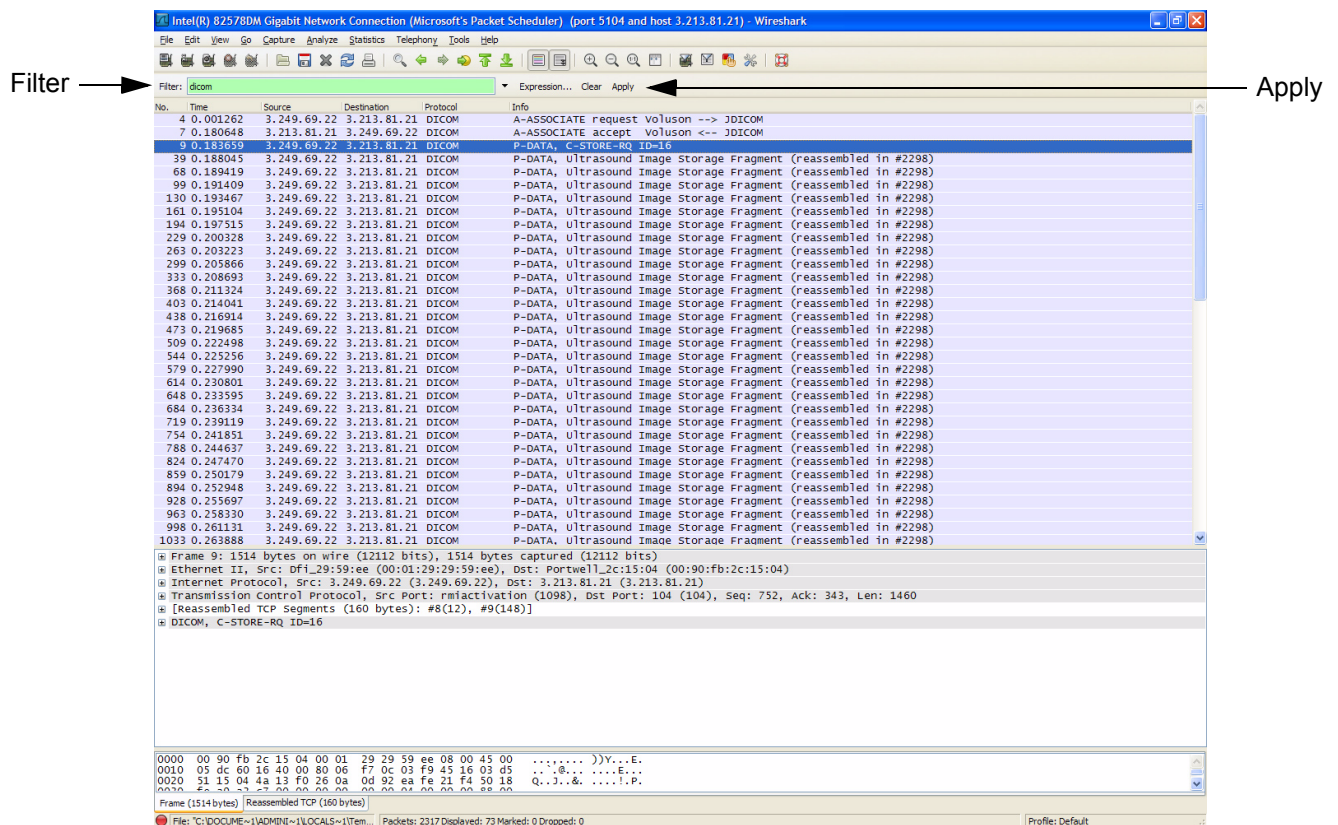 Intel(R) 82578DM Gigabit Network Connection (Microsoft's Packet Scheduler) (port 5104 and host 3.213.81.21) - Wireshark
File Edit View Go Capture Analyze Statistics Telephony Tools Help
Filter
Filter: dicom Expression... Clear Apply
Apply
No. Time Source Destination Protocol Info
4 0.001262 3.249.69.22 3.213.81.21 DICOM A-ASSOCIATE request Voluson --> JDICOM
7 0.180648 3.213.81.21 3.249.69.22 DICOM A-ASSOCIATE accept Voluson <-- JDICOM
9 0.183659 3.249.69.22 3.213.81.21 DICOM P-DATA, C-STORE-RQ ID=16
39 0.188045 3.249.69.22 3.213.81.21 DICOM P-DATA, Ultrasound Image Storage Fragment (reassembled in #2298)
68 0.189419 3.249.69.22 3.213.81.21 DICOM P-DATA, Ultrasound Image Storage Fragment (reassembled in #2298)
99 0.191409 3.249.69.22 3.213.81.21 DICOM P-DATA, Ultrasound Image Storage Fragment (reassembled in #2298)
130 0.193467 3.249.69.22 3.213.81.21 DICOM P-DATA, Ultrasound Image Storage Fragment (reassembled in #2298)
161 0.195104 3.249.69.22 3.213.81.21 DICOM P-DATA, Ultrasound Image Storage Fragment (reassembled in #2298)
194 0.197515 3.249.69.22 3.213.81.21 DICOM P-DATA, Ultrasound Image Storage Fragment (reassembled in #2298)
229 0.200328 3.249.69.22 3.213.81.21 DICOM P-DATA, Ultrasound Image Storage Fragment (reassembled in #2298)
263 0.203223 3.249.69.22 3.213.81.21 DICOM P-DATA, Ultrasound Image Storage Fragment (reassembled in #2298)
299 0.205866 3.249.69.22 3.213.81.21 DICOM P-DATA, Ultrasound Image Storage Fragment (reassembled in #2298)
333 0.208693 3.249.69.22 3.213.81.21 DICOM P-DATA, Ultrasound Image Storage Fragment (reassembled in #2298)
368 0.211324 3.249.69.22 3.213.81.21 DICOM P-DATA, Ultrasound Image Storage Fragment (reassembled in #2298)
403 0.214041 3.249.69.22 3.213.81.21 DICOM P-DATA, Ultrasound Image Storage Fragment (reassembled in #2298)
438 0.216914 3.249.69.22 3.213.81.21 DICOM P-DATA, Ultrasound Image Storage Fragment (reassembled in #2298)
473 0.219685 3.249.69.22 3.213.81.21 DICOM P-DATA, Ultrasound Image Storage Fragment (reassembled in #2298)
509 0.222498 3.249.69.22 3.213.81.21 DICOM P-DATA, Ultrasound Image Storage Fragment (reassembled in #2298)
544 0.225256 3.249.69.22 3.213.81.21 DICOM P-DATA, Ultrasound Image Storage Fragment (reassembled in #2298)
579 0.227990 3.249.69.22 3.213.81.21 DICOM P-DATA, Ultrasound Image Storage Fragment (reassembled in #2298)
614 0.230801 3.249.69.22 3.213.81.21 DICOM P-DATA, Ultrasound Image Storage Fragment (reassembled in #2298)
648 0.233595 3.249.69.22 3.213.81.21 DICOM P-DATA, Ultrasound Image Storage Fragment (reassembled in #2298)
684 0.236334 3.249.69.22 3.213.81.21 DICOM P-DATA, Ultrasound Image Storage Fragment (reassembled in #2298)
719 0.239119 3.249.69.22 3.213.81.21 DICOM P-DATA, Ultrasound Image Storage Fragment (reassembled in #2298)
754 0.241851 3.249.69.22 3.213.81.21 DICOM P-DATA, Ultrasound Image Storage Fragment (reassembled in #2298)
788 0.244637 3.249.69.22 3.213.81.21 DICOM P-DATA, Ultrasound Image Storage Fragment (reassembled in #2298)
824 0.247470 3.249.69.22 3.213.81.21 DICOM P-DATA, Ultrasound Image Storage Fragment (reassembled in #2298)
859 0.250179 3.249.69.22 3.213.81.21 DICOM P-DATA, Ultrasound Image Storage Fragment (reassembled in #2298)
894 0.252948 3.249.69.22 3.213.81.21 DICOM P-DATA, Ultrasound Image Storage Fragment (reassembled in #2298)
928 0.255697 3.249.69.22 3.213.81.21 DICOM P-DATA, Ultrasound Image Storage Fragment (reassembled in #2298)
963 0.258330 3.249.69.22 3.213.81.21 DICOM P-DATA, Ultrasound Image Storage Fragment (reassembled in #2298)
998 0.261131 3.249.69.22 3.213.81.21 DICOM P-DATA, Ultrasound Image Storage Fragment (reassembled in #2298)
1033 0.263888 3.249.69.22 3.213.81.21 DICOM P-DATA, Ultrasound Image Storage Fragment (reassembled in #2298)
Frame 9: 1514 bytes on wire (12112 bits), 1514 bytes captured (12112 bits)
Ethernet II, Src: Dfi_29:59:ee (00:01:29:29:59:ee), Dst: Portwell_2c:15:04 (00:90:fb:2c:15:04)
Internet Protocol, Src: 3.249.69.22 (3.249.69.22), Dst: 3.213.81.21 (3.213.81.21)
Transmission Control Protocol, Src Port: rmiactivation (1098), Dst Port: 104 (104), Seq: 752, Ack: 343, Len: 1460
[Reassembled TCP Segments (160 bytes): #8(12), #9(148)]
DICOM, C-STORE-RQ ID=16
0000 00 90 fb 2c 15 04 00 01 29 29 59 ee 08 00 45 00 ...,.... ))Y...E.
0010 05 dc 60 16 40 00 80 06 f7 0c 03 f9 45 16 03 d5 ..`.@... ....E...
0020 51 15 04 4a 13 f0 26 0a 0d 92 ea fe 21 f4 50 18 Q..J..&. ....!.P.
Frame (1514 bytes) Reassembled TCP (160 bytes)
File: "C:\DOCUME~1\ADMINI~1\LOCALS~1\Tem... Packets: 2317 Displayed: 73 Marked: 0 Dropped: 0 Profile: Default